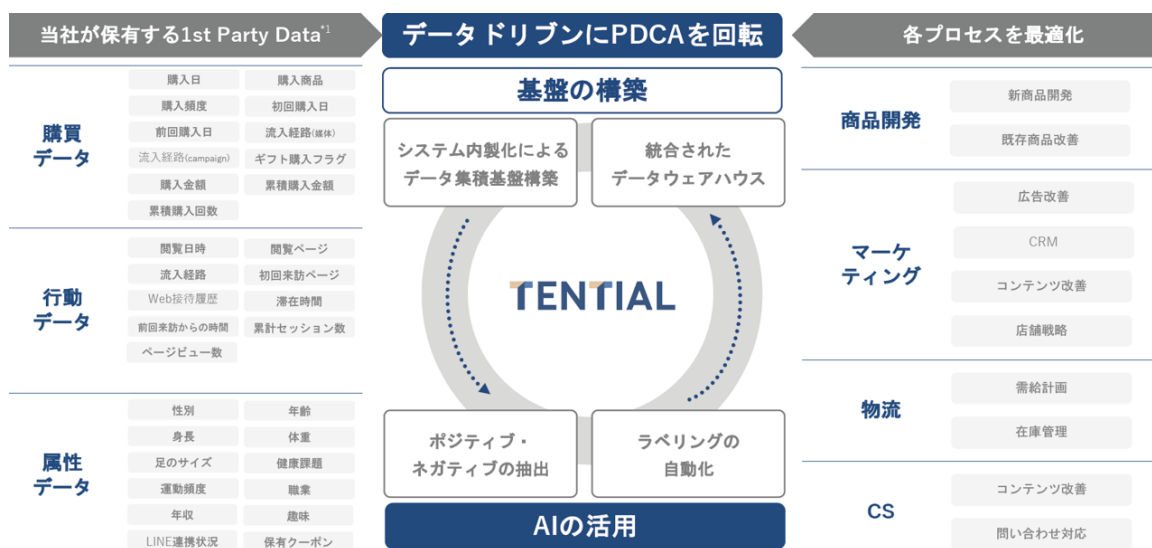 当社が保有する1st Party Data*1
購買
データ
購入日
購入商品
購入頻度
初回購入日
前回購入日
流入経路(媒体)
流入経路(campaign)
ギフト購入フラグ
購入金額
累積購入金額
累積購入回数
行動
データ
閲覧日時
閲覧ページ
流入経路
初回来訪ページ
Web接待履歴
滞在時間
前回来訪からの時間
累計セッション数
ページビュー数
属性
データ
性別
年齢
身長
体重
足のサイズ
健康課題
運動頻度
職業
年収
趣味
LINE連携状況
保有クーポン
データドリブンにPDCAを回転
基盤の構築
システム内製化による
データ集積基盤構築
統合された
データウェアハウス
TENTIAL
ポジティブ・
ネガティブの抽出
ラベリングの
自動化
AIの活用
各プロセスを最適化
商品開発
新商品開発
既存商品改善
マーケ
ティング
広告改善
CRM
コンテンツ改善
店舗戦略
物流
需給計画
在庫管理
CS
コンテンツ改善
問い合わせ対応